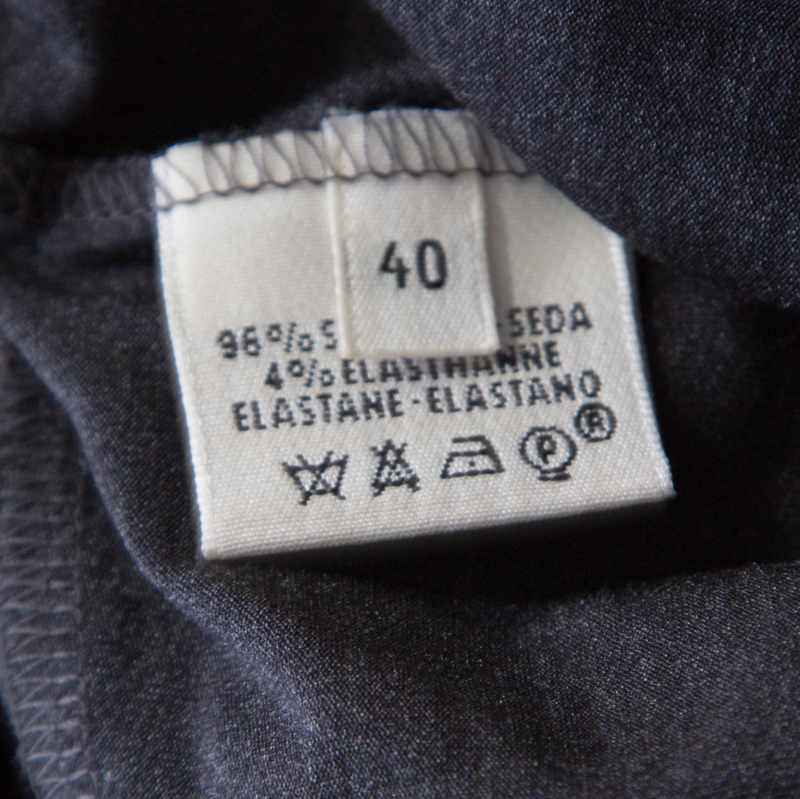 40
96% S - SEDA
4% ELASTHANNE
ELASTANE-ELASTANO
P ®